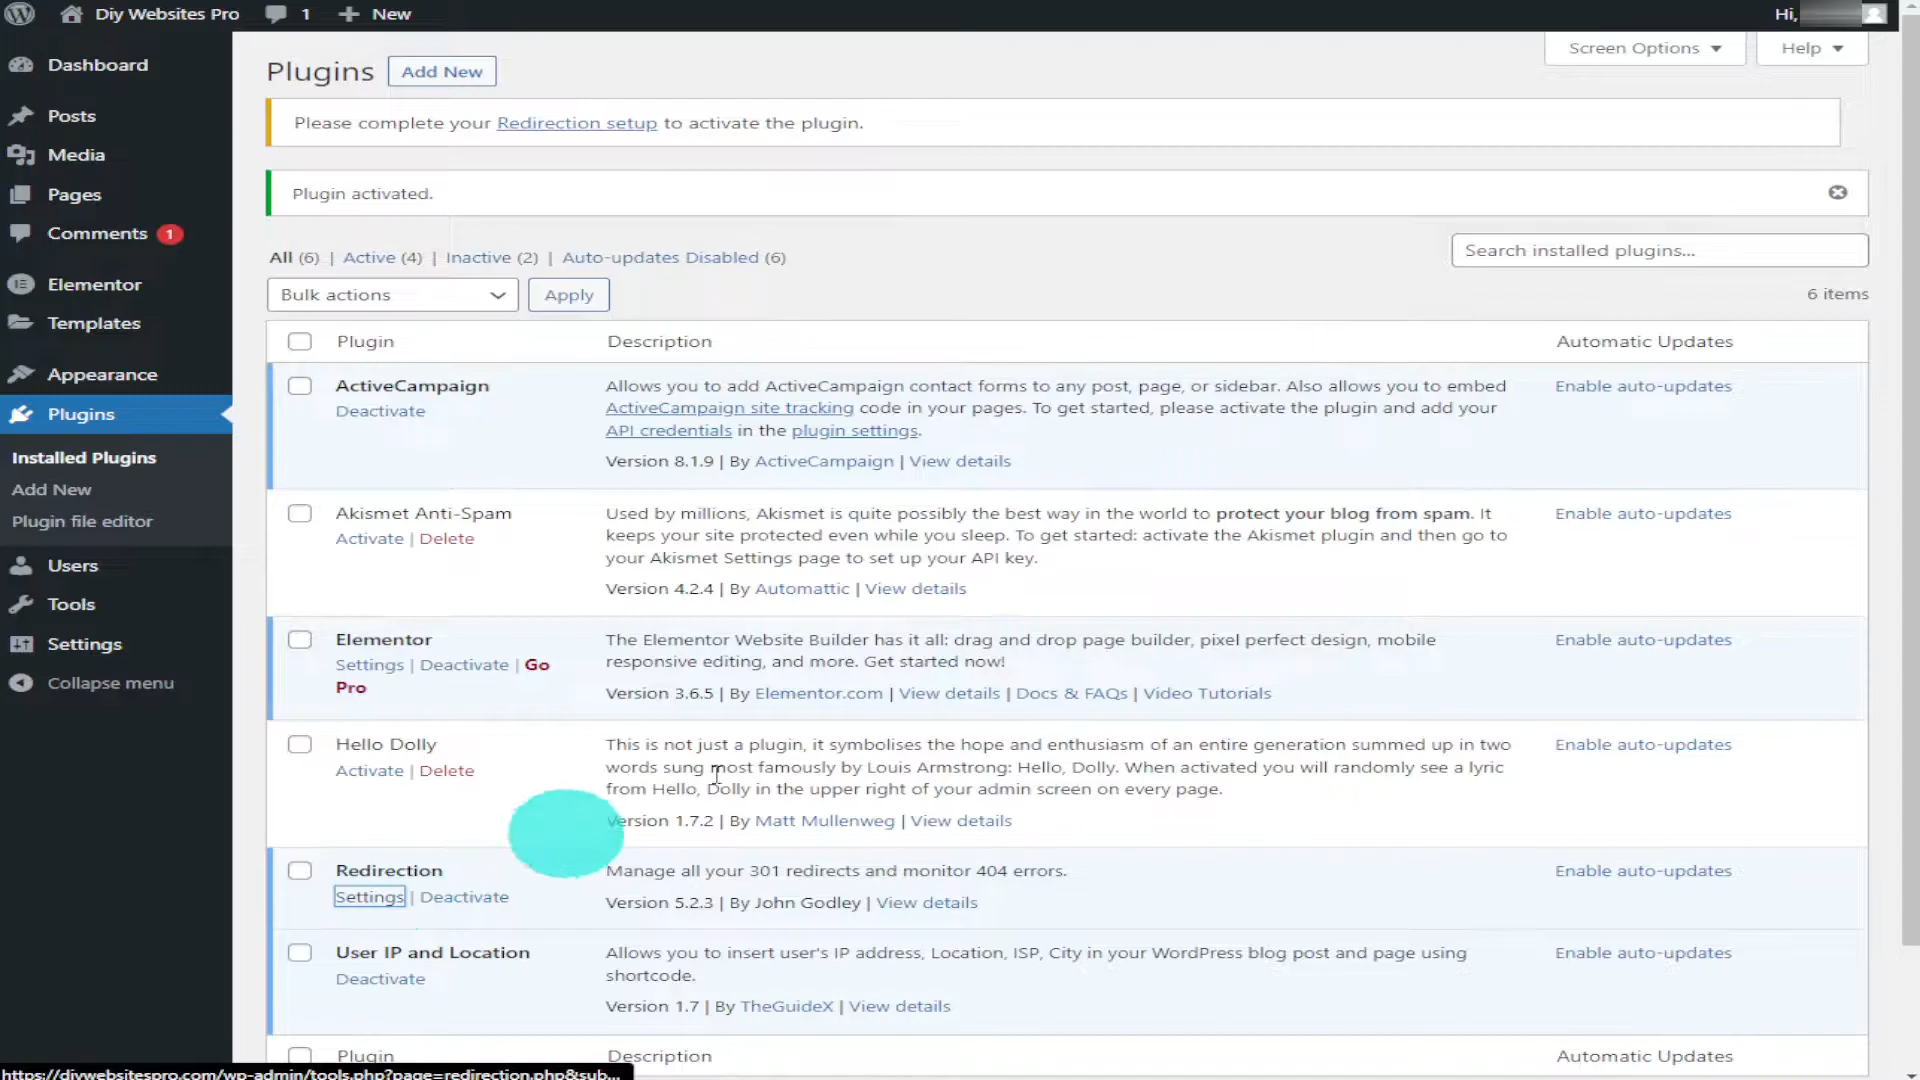 Diy Websites Pro 1 New Hi,
Screen Options Help
Dashboard
Posts
Media
Pages
Comments 1
Elementor
Templates
Appearance
Plugins
Installed Plugins
Add New
Plugin file editor
Users
Tools
Settings
Collapse menu
Plugins Add New
Please complete your Redirection setup to activate the plugin.
Plugin activated.
All (6) | Active (4) | Inactive (2) | Auto-updates Disabled (6)
Search installed plugins...
Bulk actions Apply
6 items
Plugin Description Automatic Updates
ActiveCampaign
Deactivate
Allows you to add ActiveCampaign contact forms to any post, page, or sidebar. Also allows you to embed
ActiveCampaign site tracking code in your pages. To get started, please activate the plugin and add your
API credentials in the plugin settings.
Version 8.1.9 | By ActiveCampaign | View details
Enable auto-updates
Akismet Anti-Spam
Activate | Delete
Used by millions, Akismet is quite possibly the best way in the world to protect your blog from spam. It
keeps your site protected even while you sleep. To get started: activate the Akismet plugin and then go to
your Akismet Settings page to set up your API key.
Version 4.2.4 | By Automattic | View details
Enable auto-updates
Elementor
Settings | Deactivate | Go
Pro
The Elementor Website Builder has it all: drag and drop page builder, pixel perfect design, mobile
responsive editing, and more. Get started now!
Version 3.6.5 | By Elementor.com | View details | Docs & FAQs | Video Tutorials
Enable auto-updates
Hello Dolly
Activate | Delete
This is not just a plugin, it symbolises the hope and enthusiasm of an entire generation summed up in two
words sung most famously by Louis Armstrong: Hello, Dolly. When activated you will randomly see a lyric
from Hello, Dolly in the upper right of your admin screen on every page.
Version 1.7.2 | By Matt Mullenweg | View details
Enable auto-updates
Redirection
Settings | Deactivate
Manage all your 301 redirects and monitor 404 errors.
Version 5.2.3 | By John Godley | View details
Enable auto-updates
User IP and Location
Deactivate
Allows you to insert user's IP address, Location, ISP, City in your WordPress blog post and page using
shortcode.
Version 1.7 | By TheGuideX | View details
Enable auto-updates
Plugin Description Automatic Updates
https://diywebsitespro.com/wp-admin/tools.php?page=redirection.php&sub...